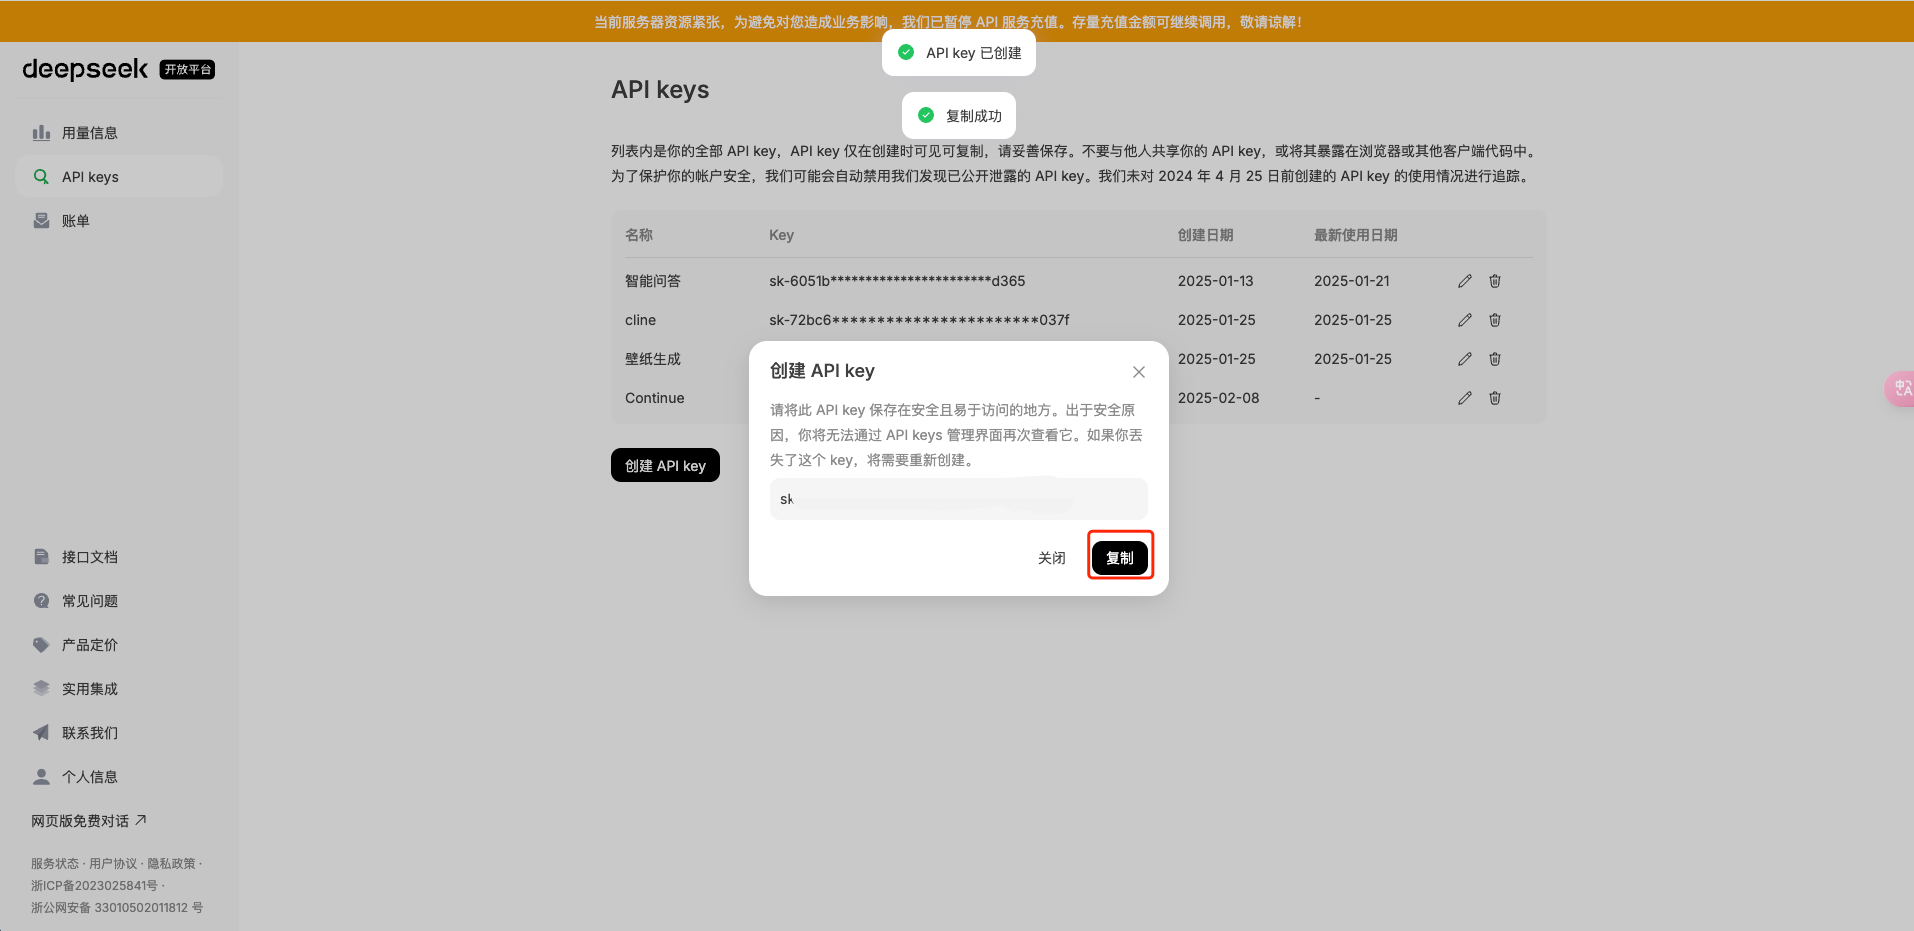 当前服务器资源紧张，为避免对您造成业务影响，我们已暂停 API 服务充值。存量充值金额可继续调用，敬请谅解！
API key 已创建
复制成功
deepseek 开放平台
用量信息
API keys
账单
接口文档
常见问题
产品定价
实用集成
联系我们
个人信息
网页版免费对话
服务状态 · 用户协议 · 隐私政策 ·
浙ICP备2023025841号 ·
浙公网安备 33010502011812 号
API keys
列表内是你的全部 API key，API key 仅在创建时可见可复制，请妥善保存。不要与他人共享你的 API key，或将其暴露在浏览器或其他客户端代码中。
为了保护你的帐户安全，我们可能会自动禁用我们发现已公开泄露的 API key。我们未对 2024 年 4 月 25 日前创建的 API key 的使用情况进行追踪。
名称 Key 创建日期 最新使用日期
智能问答 sk-6051b***********************d365 2025-01-13 2025-01-21
cline sk-72bc6***********************037f 2025-01-25 2025-01-25
壁纸生成 2025-01-25 2025-01-25
Continue 2025-02-08 -
创建 API key
创建 API key
请将此 API key 保存在安全且易于访问的地方。出于安全原
因，你将无法通过 API keys 管理界面再次查看它。如果你丢
失了这个 key，将需要重新创建。
sk
关闭 复制
中
A